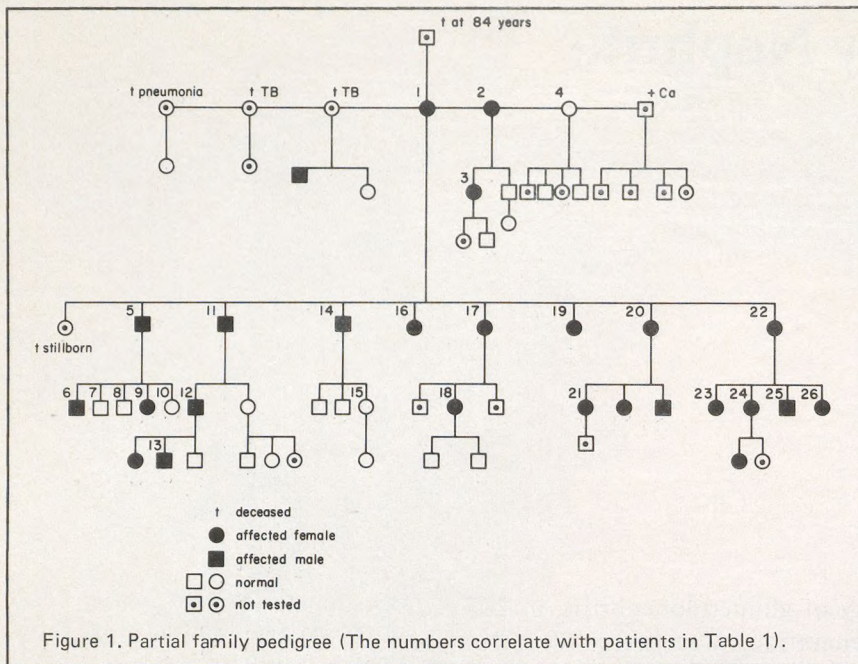 t at 84 years
t pneumonia t TB t TB 1 2 4 + Ca
3
5 11 14 16 17 19 20 22
t stillborn
6 7 8 9 10 12 15 18 21 23 24 25 26
13
t deceased
affected female
affected male
normal
not tested
Figure 1. Partial family pedigree (The numbers correlate with patients in Table 1).